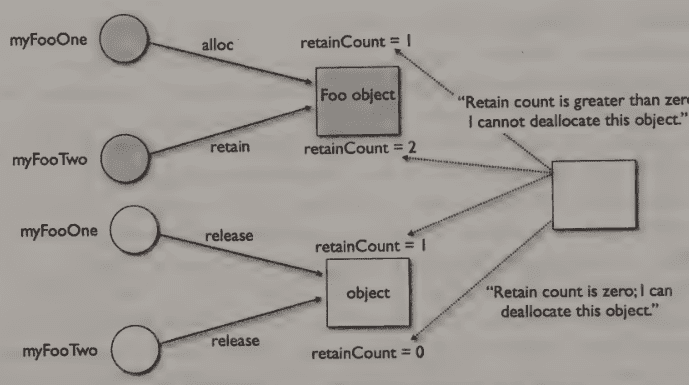 myFooOne
alloc
retainCount = 1
Foo object
"Retain count is greater than zero
I cannot deallocate this object."
myFooTwo
retain
retainCount = 2
myFooOne
release
retainCount = 1
object
"Retain count is zero; I can
deallocate this object."
myFooTwo
release
retainCount = 0